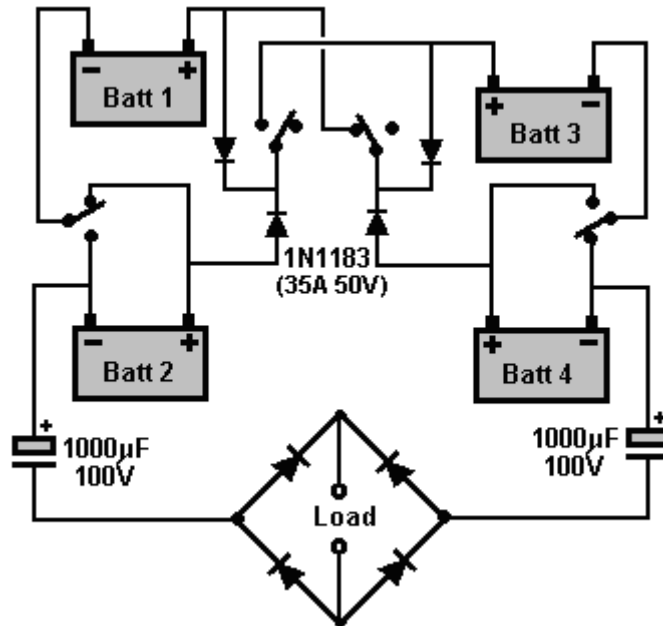 - +
Batt 1
+ -
Batt 3
1N1183
(35A 50V)
- +
Batt 2
+ -
Batt 4
+
1000µF
100V
+
1000µF
100V
Load